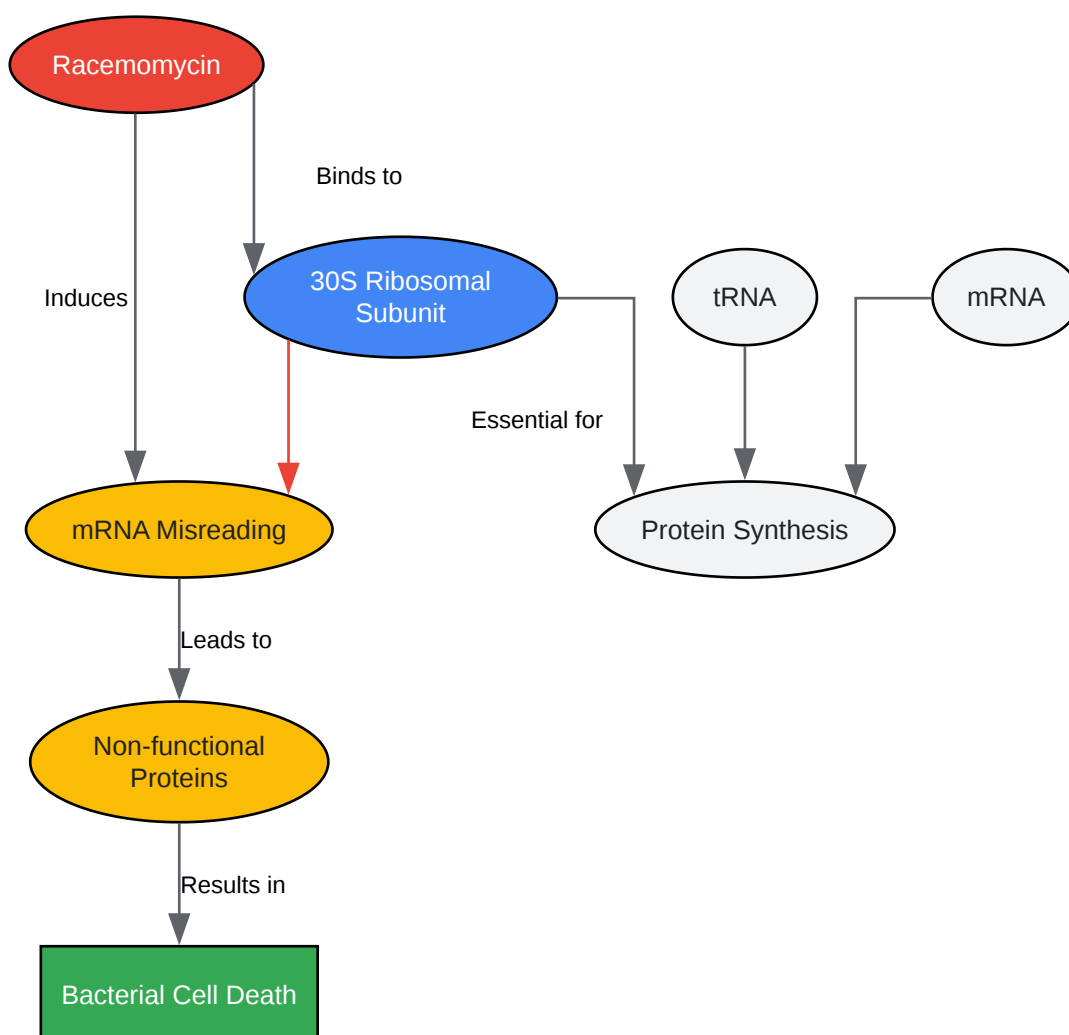 Racemomycin
Binds to
Induces
30S Ribosomal
Subunit
tRNA
mRNA
Essential for
mRNA Misreading
Protein Synthesis
Leads to
Non-functional
Proteins
Results in
Bacterial Cell Death